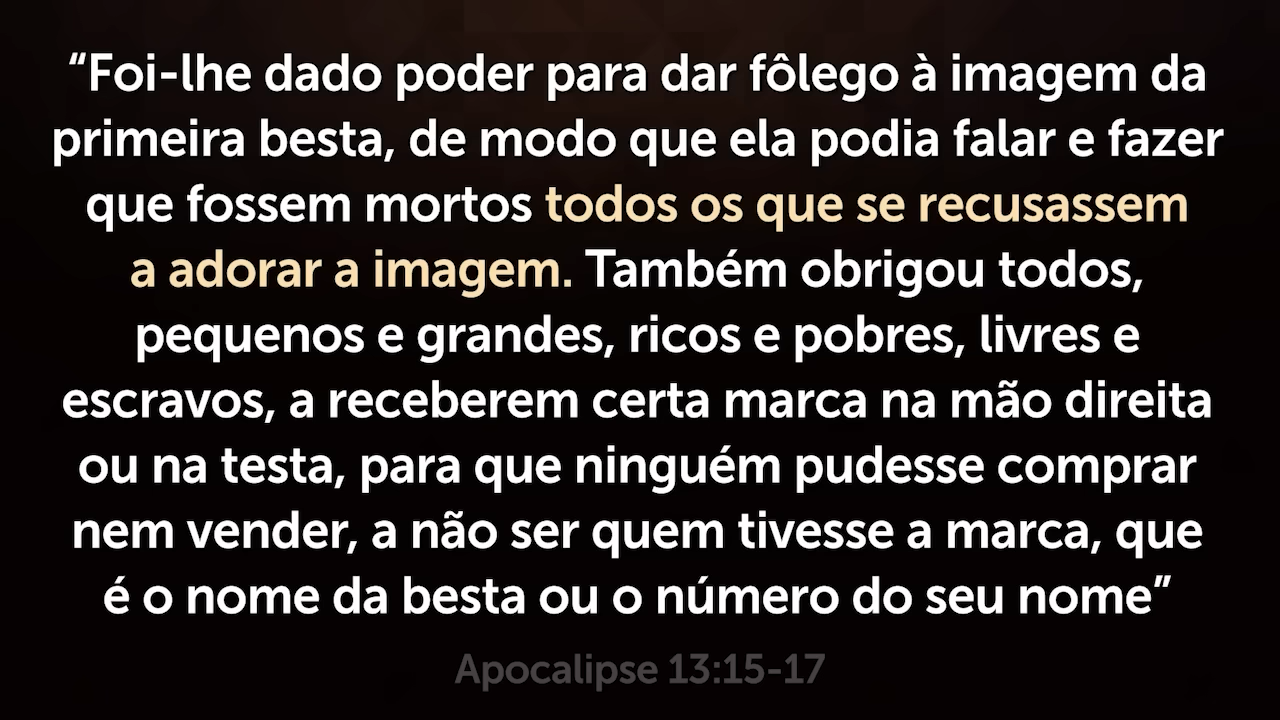 “Foi-lhe dado poder para dar fôlego à imagem da
primeira besta, de modo que ela podia falar e fazer
que fossem mortos todos os que se recusassem
a adorar a imagem. Também obrigou todos,
pequenos e grandes, ricos e pobres, livres e
escravos, a receberem certa marca na mão direita
ou na testa, para que ninguém pudesse comprar
nem vender, a não ser quem tivesse a marca, que
é o nome da besta ou o número do seu nome”
Apocalipse 13:15-17